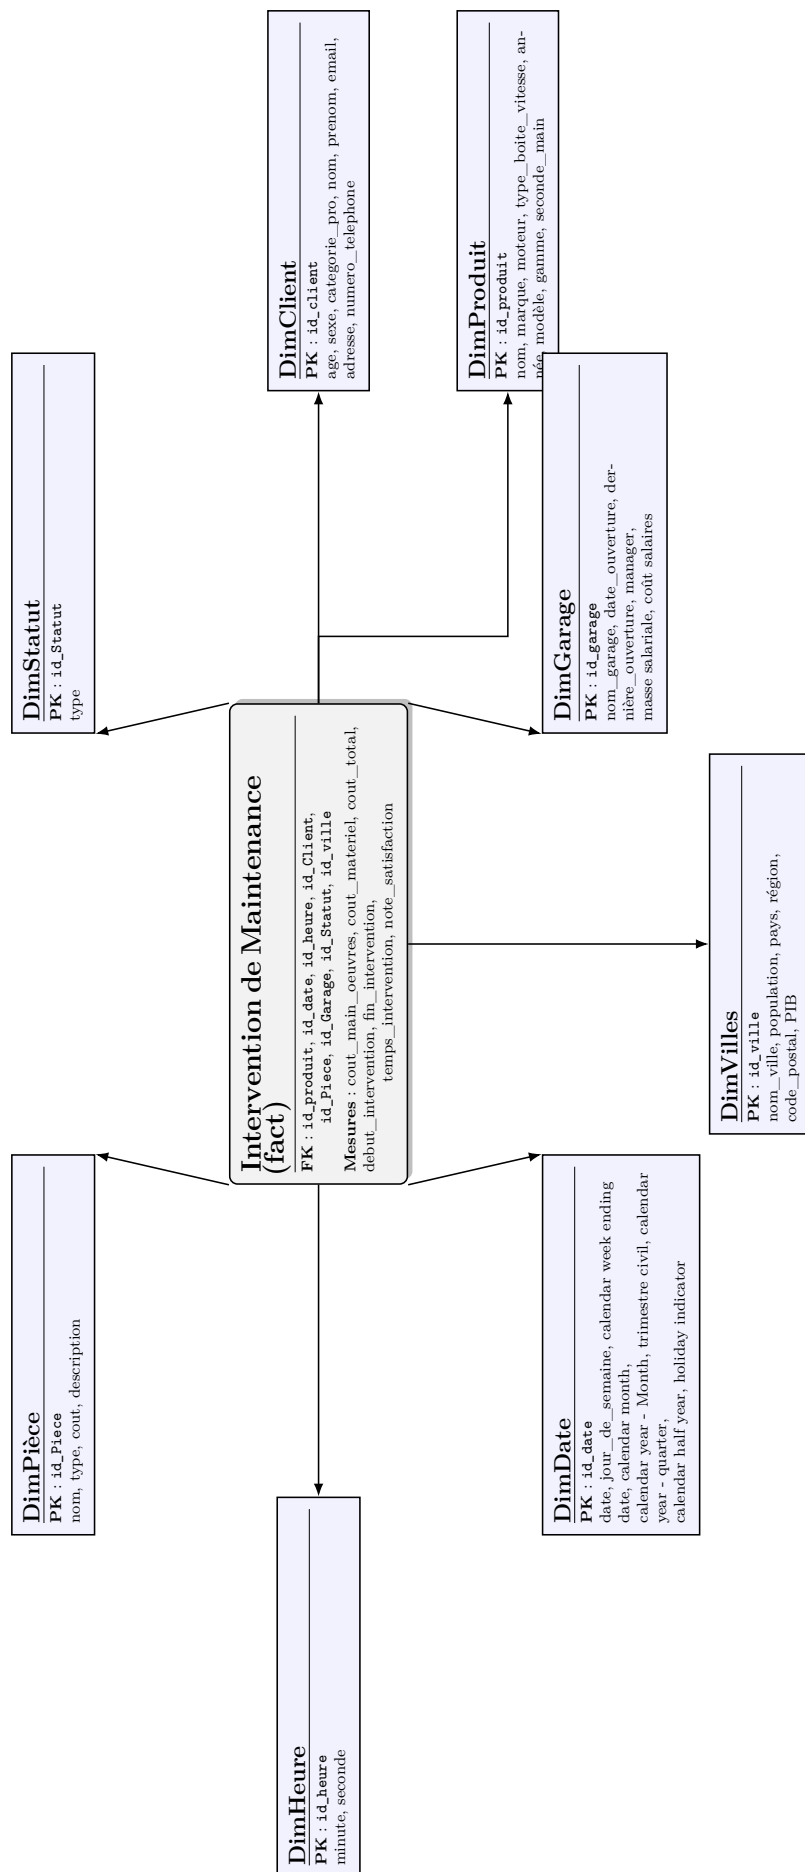 DimPièce
PK : id_Piece
nom, type, cout, description
DimStatut
PK : id_Statut
type
DimHeure
PK : id_heure
minute, seconde
Intervention de Maintenance
(fact)
FK : id_produit, id_date, id_heure, id_Client,
id_Piece, id_Garage, id_Statut, id_ville
Mesures : cout_main_oeuvres, cout_materiel, cout_total,
debut_intervention, fin_intervention,
temps_intervention, note_satisfaction
DimClient
PK : id_client
age, sexe, categorie_pro, nom, prenom, email,
adresse, numero_telephone
DimProduit
PK : id_produit
nom, marque, moteur, type_boite_vitesse, an-
née, modèle, gamme, seconde_main
DimDate
PK : id_date
date, jour_de_semaine, calendar week ending
date, calendar month,
calendar year - Month, trimestre civil, calendar
year - quarter,
calendar half year, holiday indicator
DimGarage
PK : id_garage
nom_garage, date_ouverture, der-
nière_ouverture, manager,
masse salariale, coût salaires
DimVilles
PK : id_ville
nom_ville, population, pays, région,
code_postal, PIB